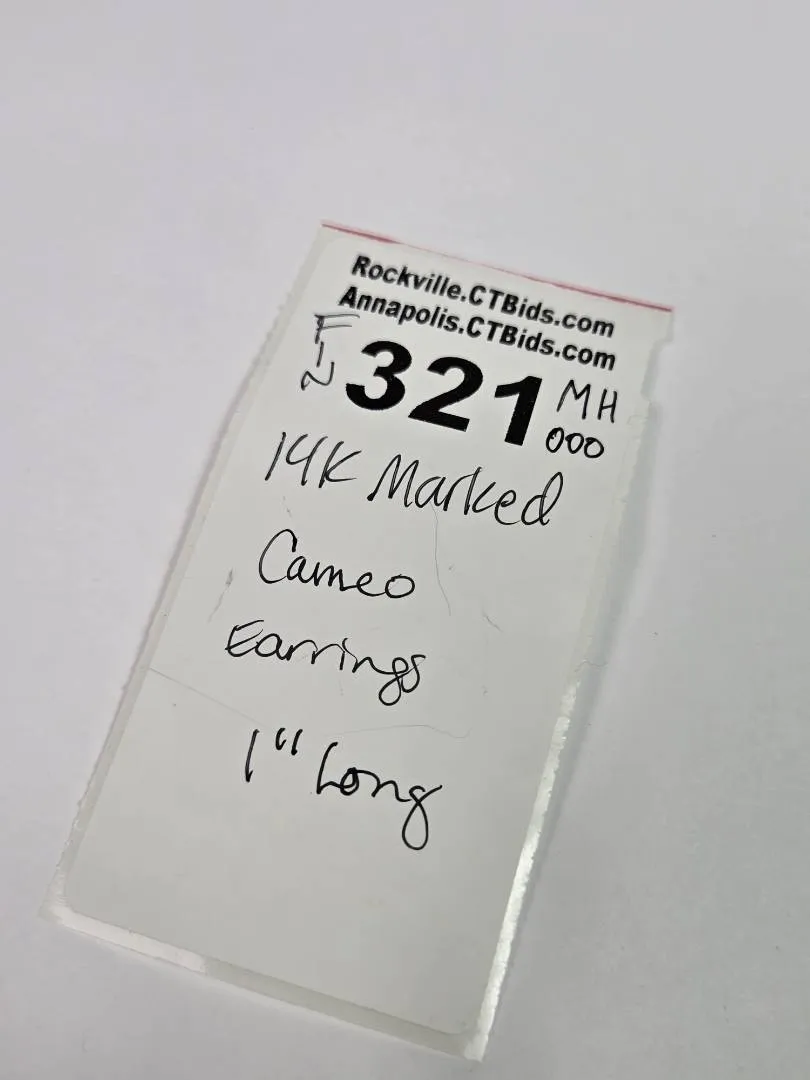 Rockville.CTBids.com
Annapolis.CTBids.com
321 MH
000
14K Marked
Cameo
Earrings
1" Long